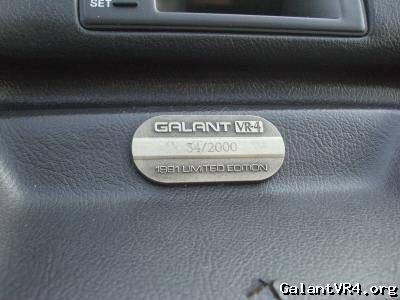 SET
GALANT VR-4
34/2000
1991 LIMITED EDITION
GalantVR4.org